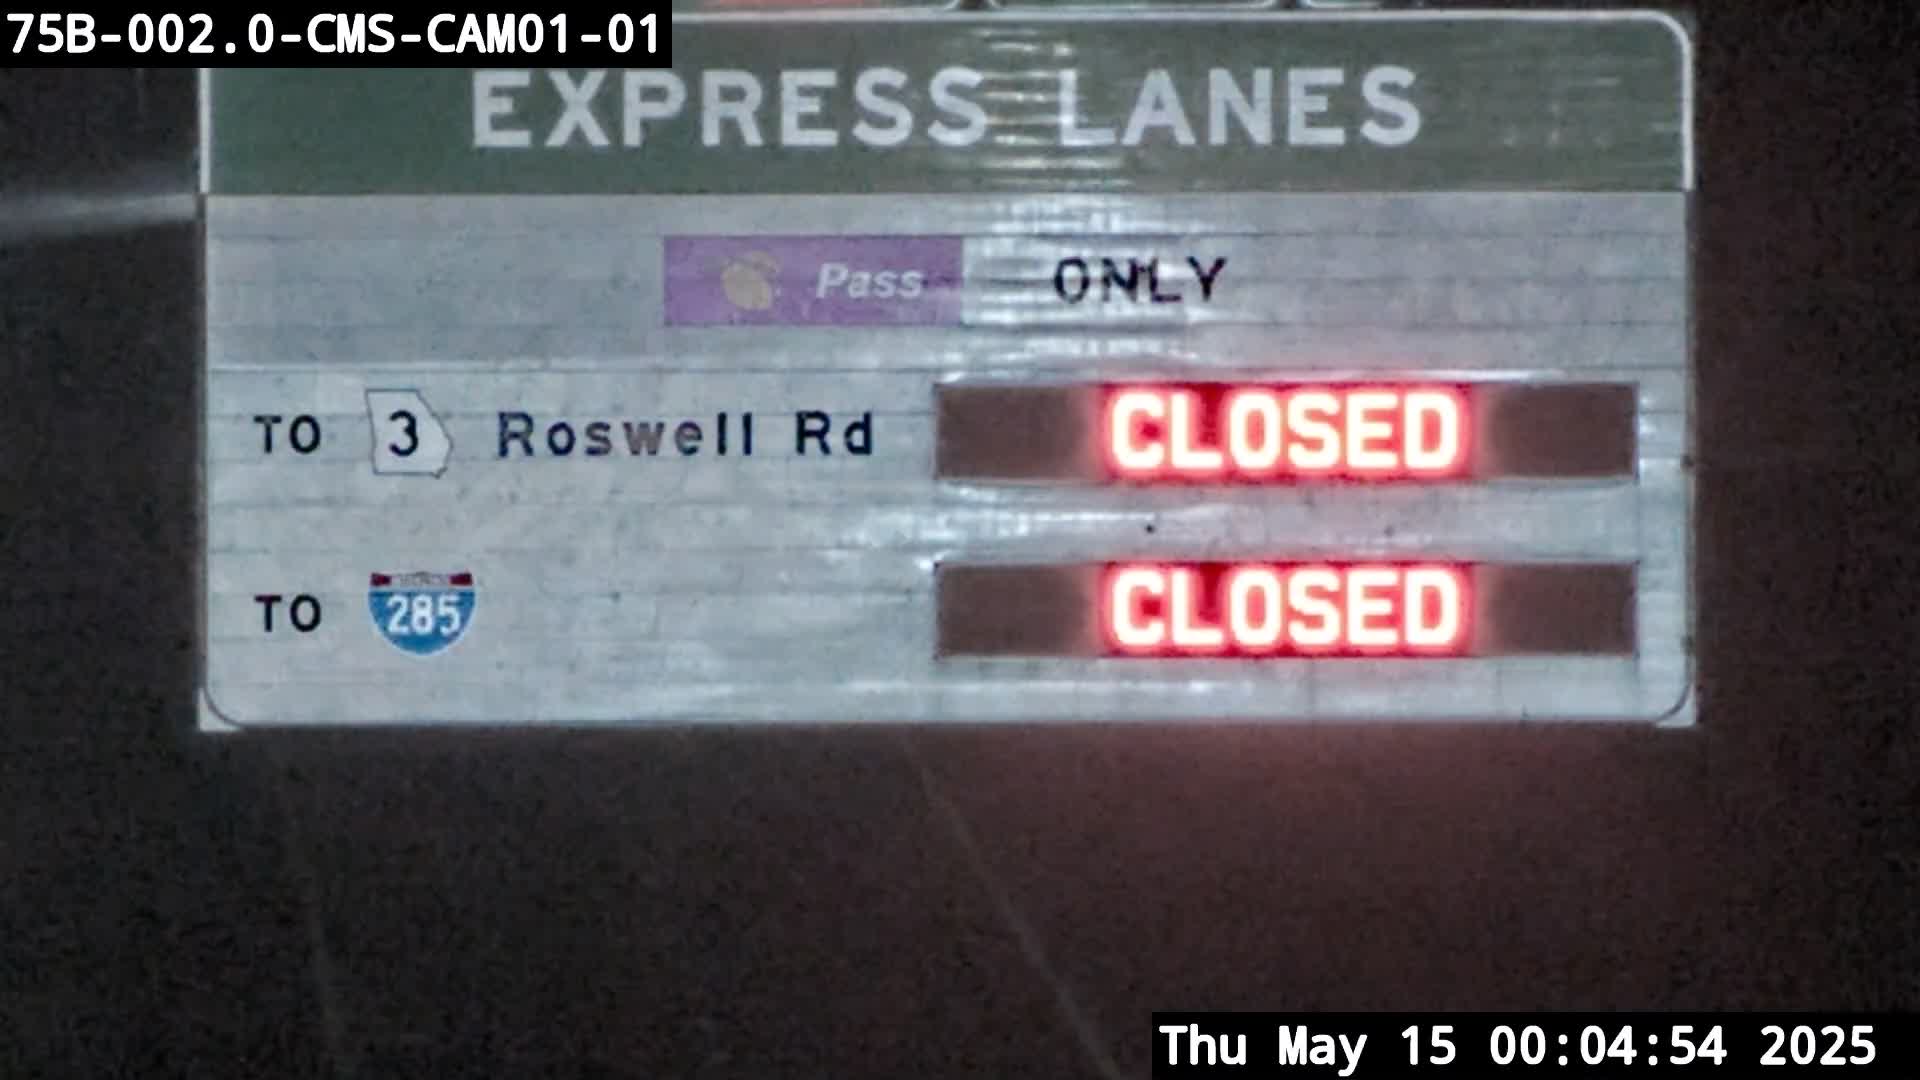 75B-002.0-CMS-CAM01-01
EXPRESS LANES
Pass ONLY
TO 3 Roswell Rd CLOSED
TO 285 CLOSED
Thu May 15 00:04:54 2025